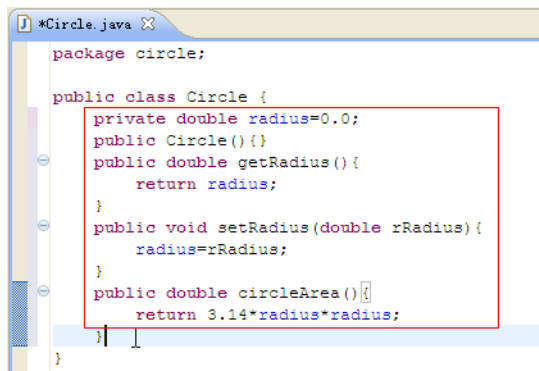 *Circle.java
package circle;
public class Circle {
private double radius=0.0;
public Circle(){}
public double getRadius(){
return radius;
}
public void setRadius(double rRadius){
radius=rRadius;
}
public double circleArea(){
return 3.14*radius*radius;
}
}